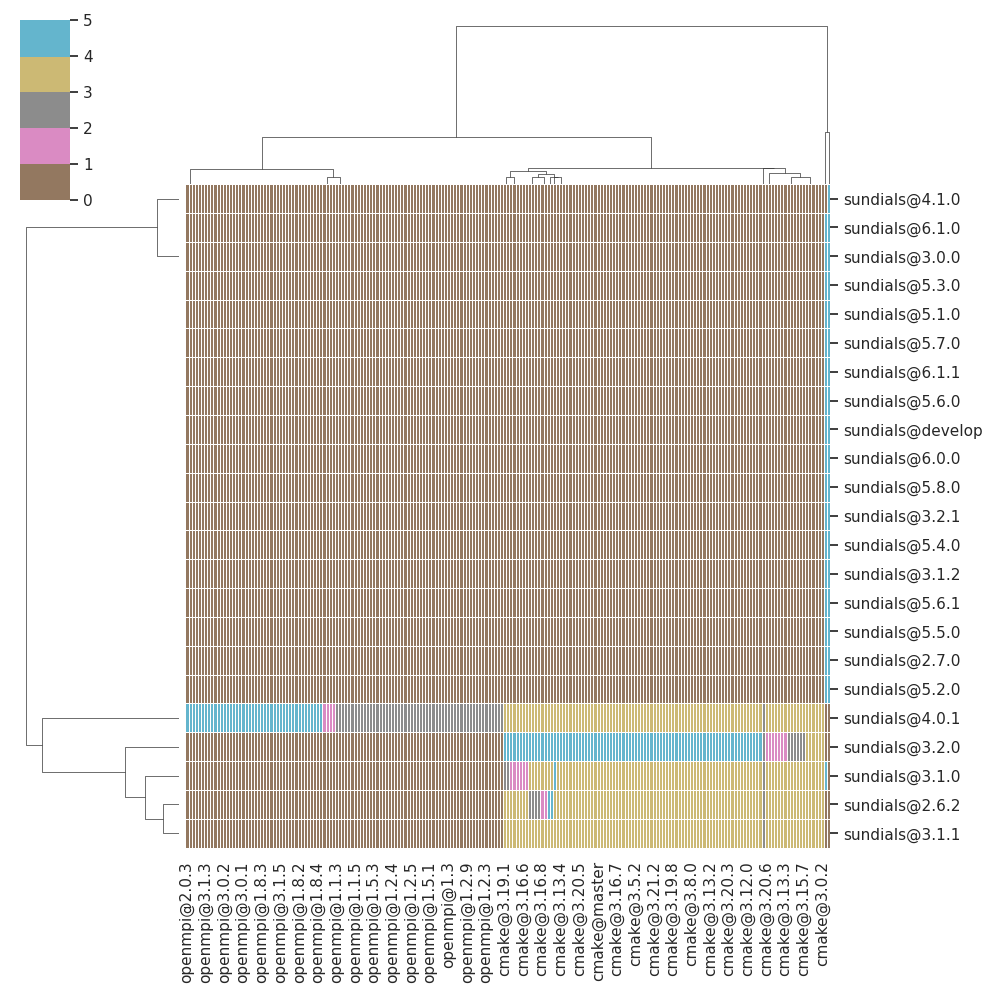 5
4
3
2
1
0
sundials@4.1.0
sundials@6.1.0
sundials@3.0.0
sundials@5.3.0
sundials@5.1.0
sundials@5.7.0
sundials@6.1.1
sundials@5.6.0
sundials@develop
sundials@6.0.0
sundials@5.8.0
sundials@3.2.1
sundials@5.4.0
sundials@3.1.2
sundials@5.6.1
sundials@5.5.0
sundials@2.7.0
sundials@5.2.0
sundials@4.0.1
sundials@3.2.0
sundials@3.1.0
sundials@2.6.2
sundials@3.1.1
openmpi@2.0.3
openmpi@3.1.3
openmpi@3.0.2
openmpi@3.0.1
openmpi@1.8.3
openmpi@3.1.5
openmpi@1.8.2
openmpi@1.8.4
openmpi@1.1.3
openmpi@1.1.5
openmpi@1.5.3
openmpi@1.2.4
openmpi@1.2.5
openmpi@1.5.1
openmpi@1.3
openmpi@1.2.9
openmpi@1.2.3
cmake@3.19.1
cmake@3.16.6
cmake@3.16.8
cmake@3.13.4
cmake@3.20.5
cmake@master
cmake@3.16.7
cmake@3.5.2
cmake@3.21.2
cmake@3.19.8
cmake@3.8.0
cmake@3.13.2
cmake@3.20.3
cmake@3.12.0
cmake@3.20.6
cmake@3.13.3
cmake@3.15.7
cmake@3.0.2